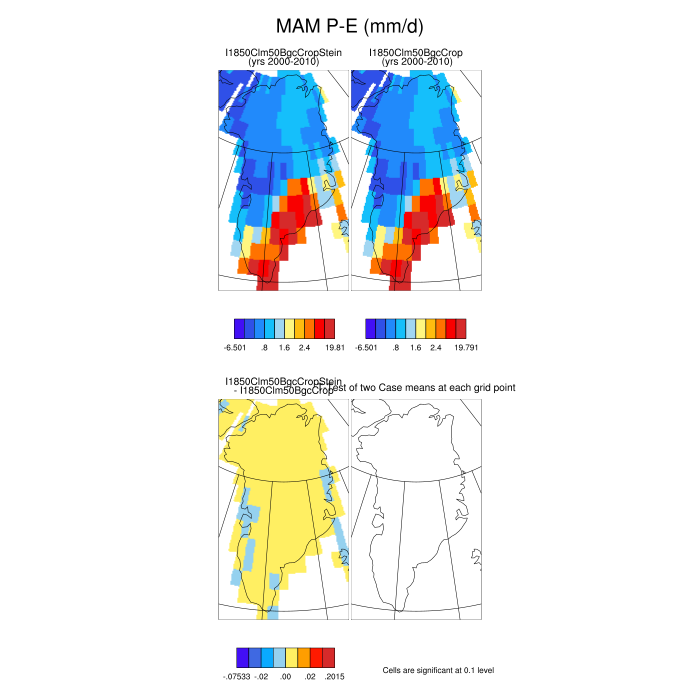 MAM P-E (mm/d)
I1850Clm50BgcCropStein
(yrs 2000-2010)
I1850Clm50BgcCrop
(yrs 2000-2010)
-6.501 .8 1.6 2.4 19.81
-6.501 .8 1.6 2.4 19.791
I1850Clm50BgcCropStein
- I1850Clm50BgcCrop
Test of two Case means at each grid point
-.07533 -.02 .00 .02 .2015
Cells are significant at 0.1 level